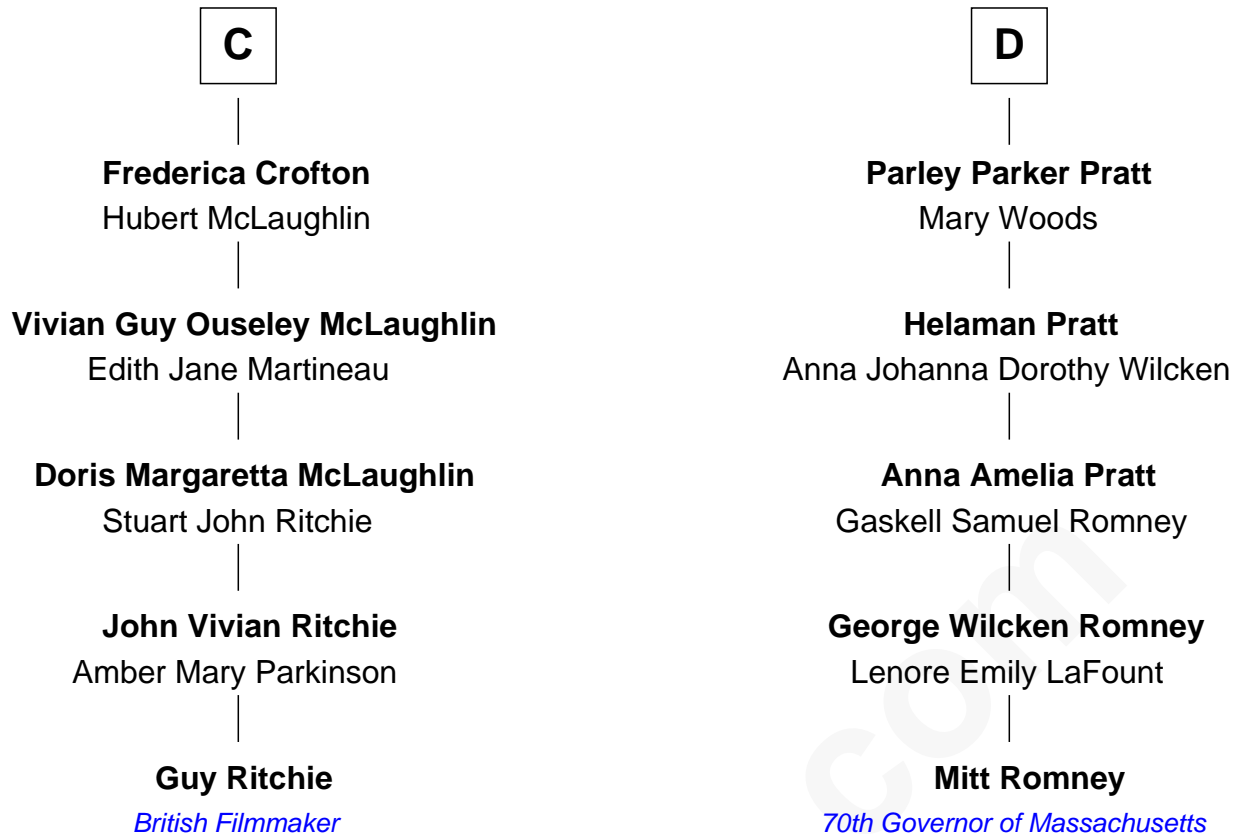 C
Frederica Crofton
Hubert McLaughlin
Vivian Guy Ouseley McLaughlin
Edith Jane Martineau
Doris Margaretta McLaughlin
Stuart John Ritchie
John Vivian Ritchie
Amber Mary Parkinson
Guy Ritchie
British Filmmaker
D
Parley Parker Pratt
Mary Woods
Helaman Pratt
Anna Johanna Dorothy Wilcken
Anna Amelia Pratt
Gaskell Samuel Romney
George Wilcken Romney
Lenore Emily LaFount
Mitt Romney
70th Governor of Massachusetts
com